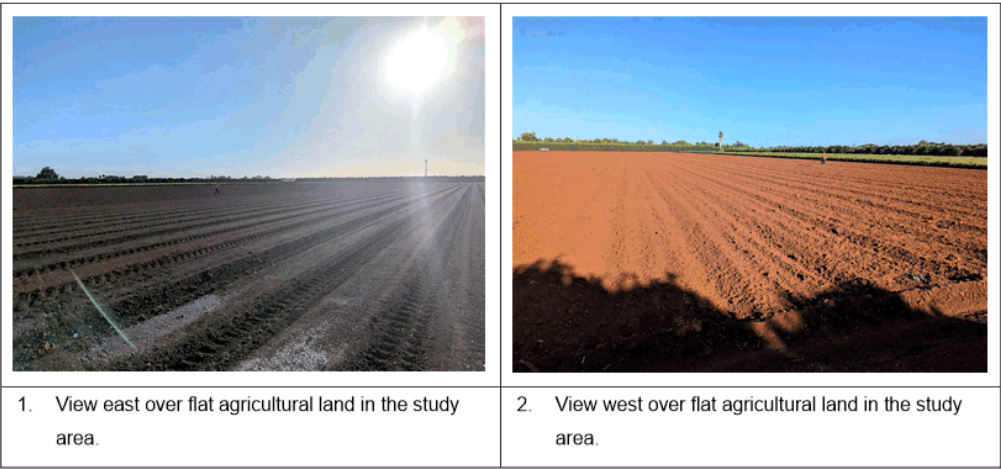 1. View east over flat agricultural land in the study
area.
2. View west over flat agricultural land in the study
area.